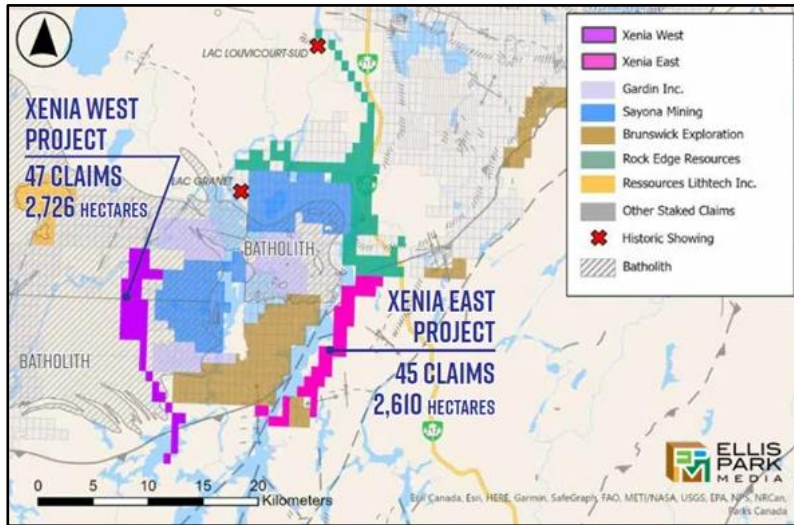 LAC LOUVICOURT-SUD
117
XENIA WEST
PROJECT
47 CLAIMS
2,726 HECTARES
LAC GRANET
BATHOLITH
BATHOLITH
XENIA EAST
PROJECT
45 CLAIMS
2,610 HECTARES
Xenia West
Xenia East
Gardin Inc.
Sayona Mining
Brunswick Exploration
Rock Edge Resources
Ressources Lithtech Inc.
Other Staked Claims
Historic Showing
Batholith
0 5 10 15 20
Kilometers
EPM
ELLIS
PARK
MEDIA
Esri Canada, Esri, HERE, Garmin, SafeGraph, FAO, METI/NASA, USGS, EPA, NPS, NRCan,
Parks Canada